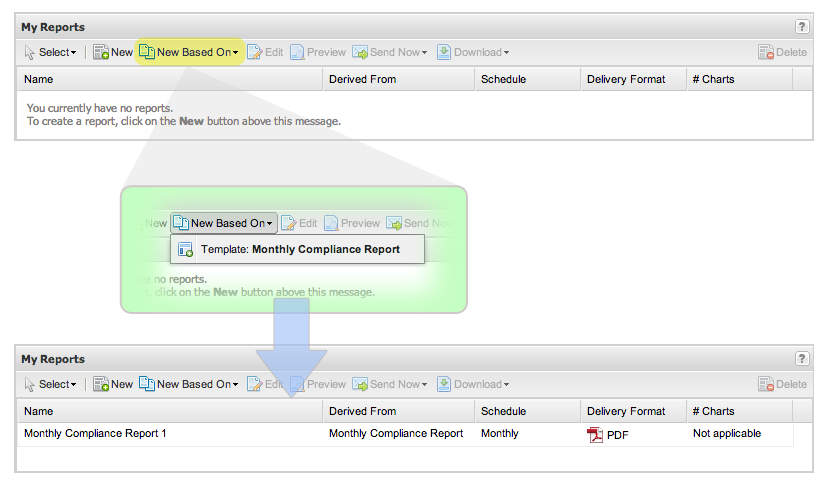 My Reports ?
Select New New Based On Edit Preview Send Now Download Delete
Name Derived From Schedule Delivery Format # Charts
You currently have no reports.
To create a report, click on the New button above this message.
New New Based On Edit Preview Send Now
Template: Monthly Compliance Report
no reports.
click on the New button above this message.
My Reports ?
Select New New Based On Edit Preview Send Now Download Delete
Name Derived From Schedule Delivery Format # Charts
Monthly Compliance Report 1 Monthly Compliance Report Monthly PDF Not applicable